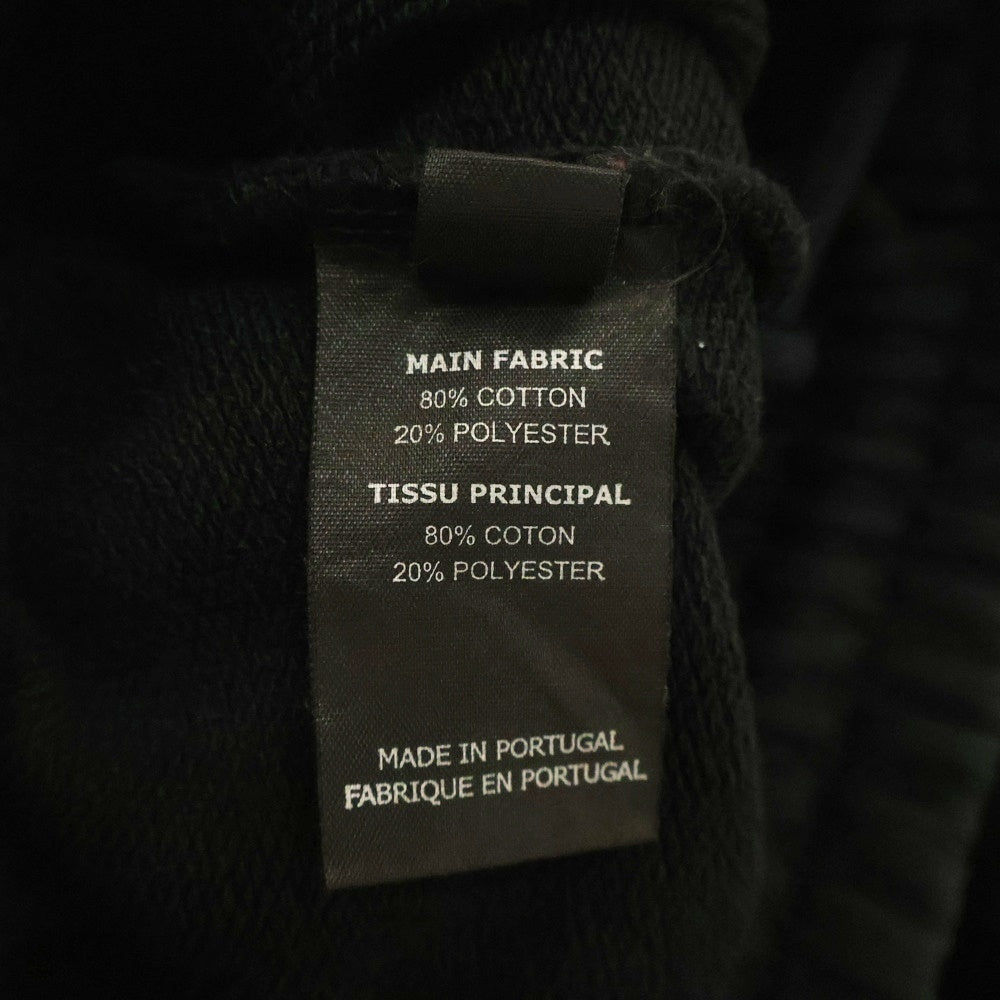 MAIN FABRIC
80% COTTON
20% POLYESTER
TISSU PRINCIPAL
80% COTON
20% POLYESTER
MADE IN PORTUGAL
FABRIQUE EN PORTUGAL